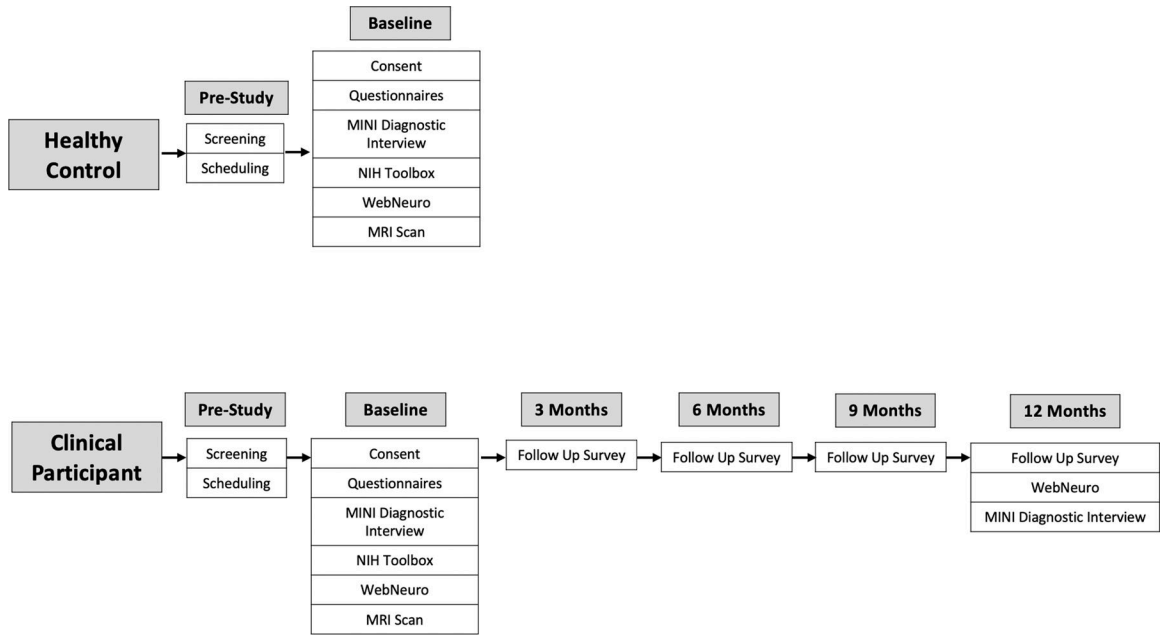 Healthy
Control
Pre-Study
Screening
Scheduling
Baseline
Consent
Questionnaires
MINI Diagnostic
Interview
NIH Toolbox
WebNeuro
MRI Scan
Clinical
Participant
Pre-Study
Screening
Scheduling
Baseline
Consent
Questionnaires
MINI Diagnostic
Interview
NIH Toolbox
WebNeuro
MRI Scan
3 Months
Follow Up Survey
6 Months
Follow Up Survey
9 Months
Follow Up Survey
12 Months
Follow Up Survey
WebNeuro
MINI Diagnostic Interview